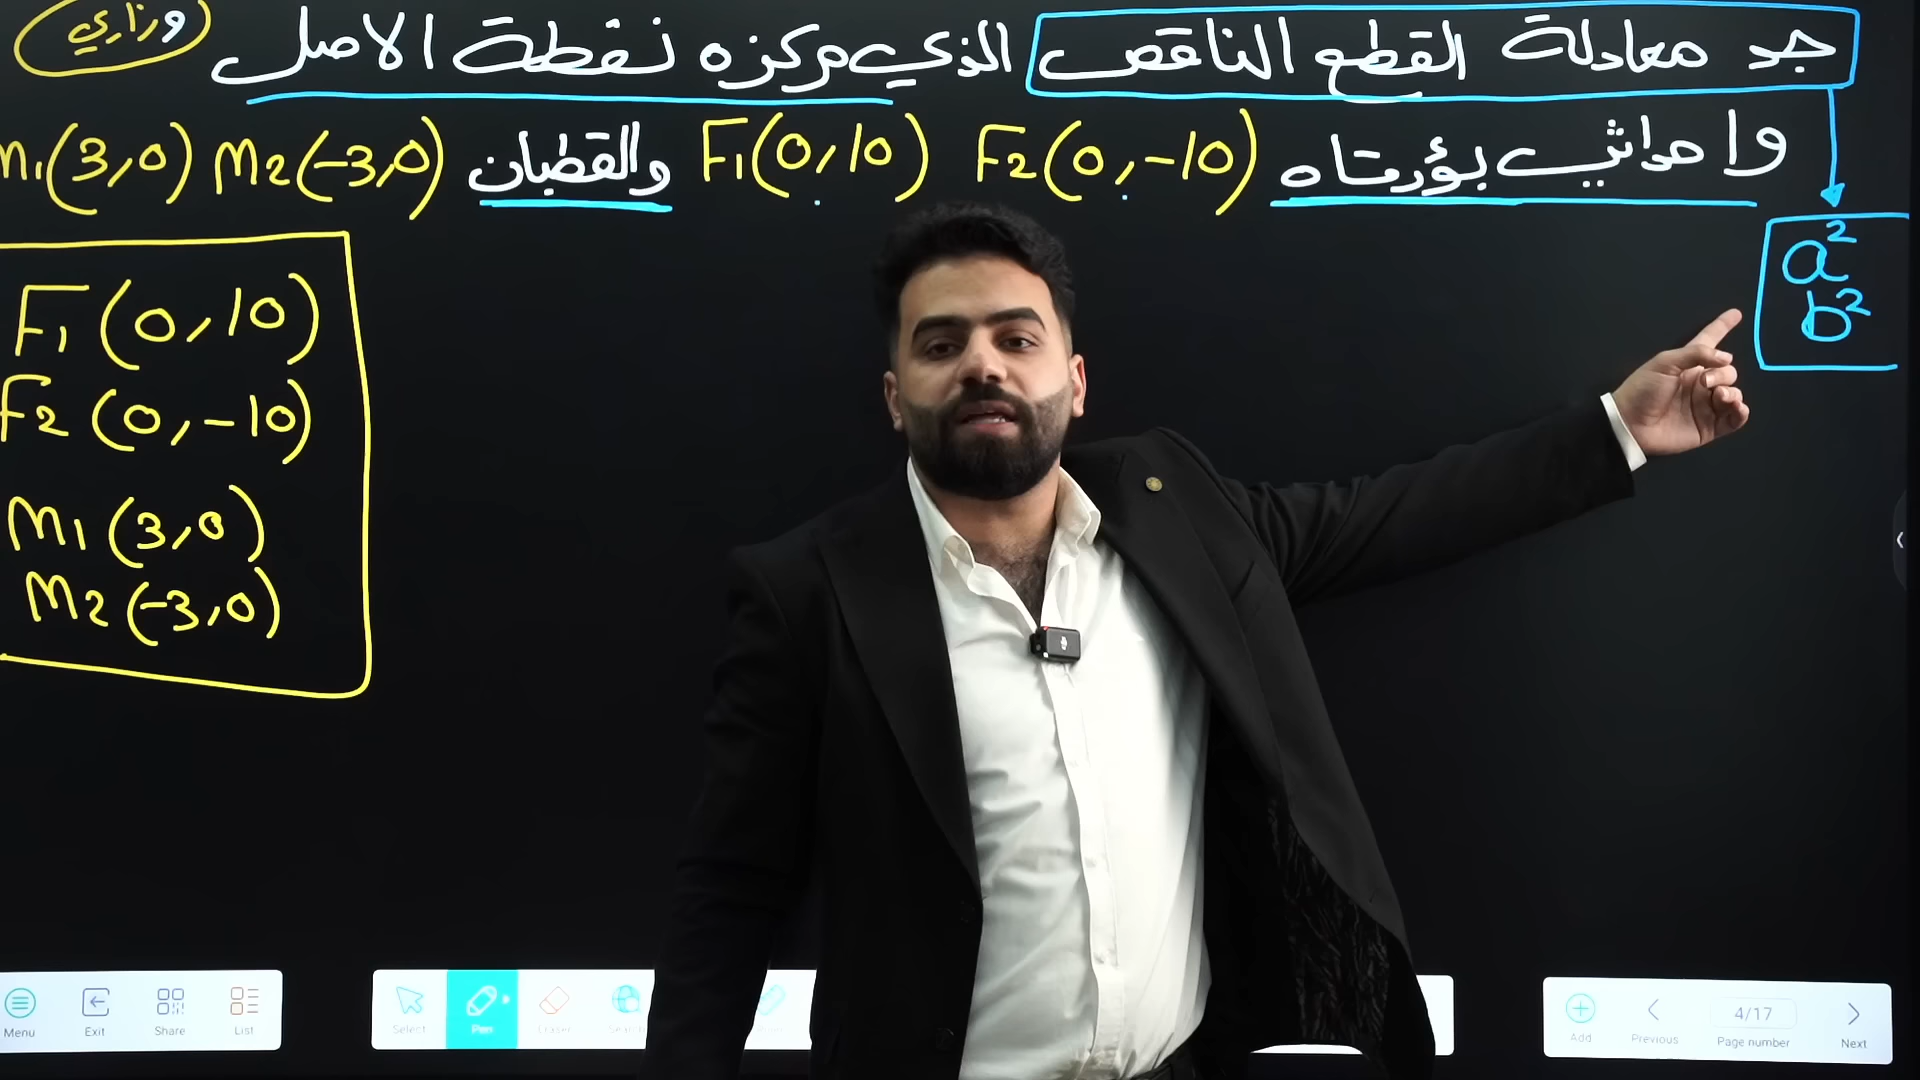 جد معادلة القطع الناقص الذي مركزه نقطة الاصل وزاري
واحداثي بؤرتاه F2(0,-10) F1(0,10) والقطبان M2(-3,0) M1(3,0)
a²
b²
F1 (0,10)
F2 (0,-10)
M1 (3,0)
M2 (-3,0)
Menu Exit Share List Select Pen Eraser Add Previous 4/17 Page number Next